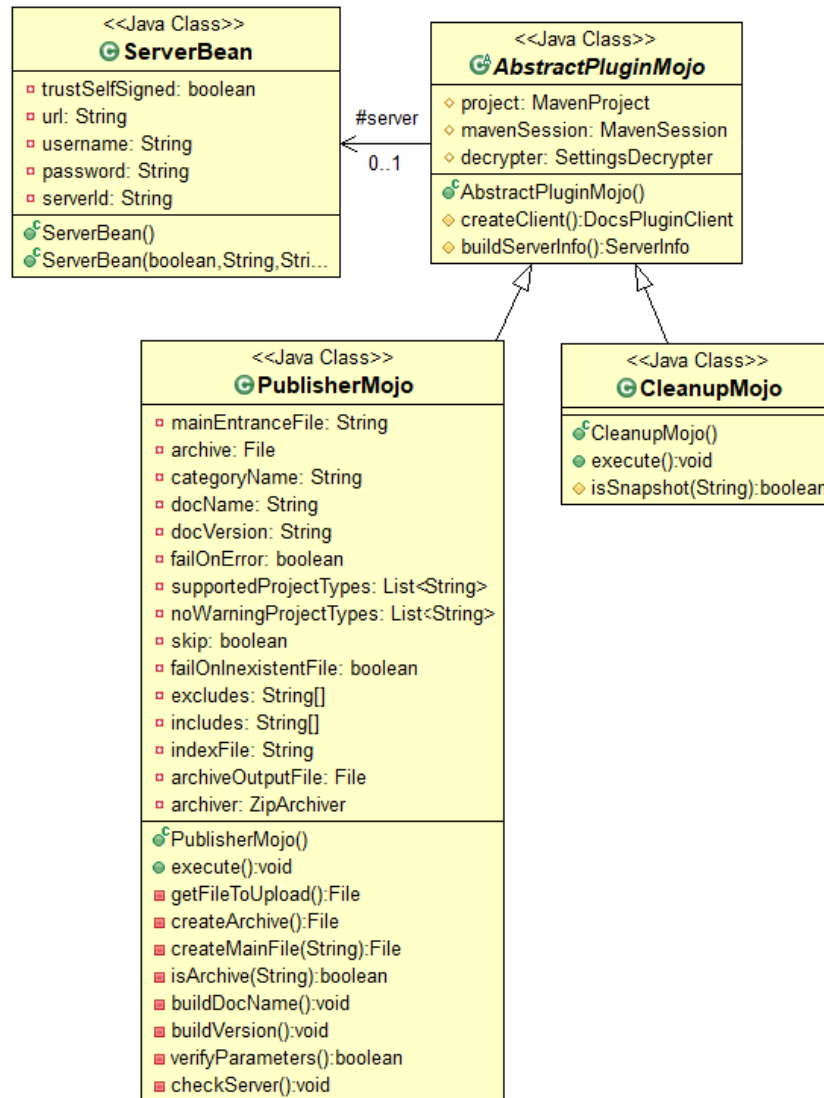 <<Java Class>>
ServerBean
trustSelfSigned: boolean
url: String
username: String
password: String
serverId: String
ServerBean()
ServerBean(boolean,String,Stri...
#server
0..1
<<Java Class>>
AbstractPluginMojo
project: MavenProject
mavenSession: MavenSession
decrypter: SettingsDecrypter
AbstractPluginMojo()
createClient():DocsPluginClient
buildServerInfo():ServerInfo
<<Java Class>>
PublisherMojo
mainEntranceFile: String
archive: File
categoryName: String
docName: String
docVersion: String
failOnError: boolean
supportedProjectTypes: List<String>
noWarningProjectTypes: List<String>
skip: boolean
failOnInexistentFile: boolean
excludes: String[]
includes: String[]
indexFile: String
archiveOutputFile: File
archiver: ZipArchiver
PublisherMojo()
execute():void
getFileToUpload():File
createArchive():File
createMainFile(String):File
isArchive(String):boolean
buildDocName():void
buildVersion():void
verifyParameters():boolean
checkServer():void
<<Java Class>>
CleanupMojo
CleanupMojo()
execute():void
isSnapshot(String):boolean